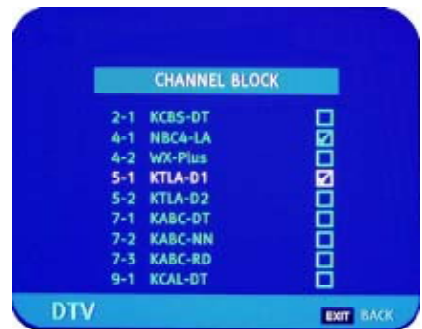 CHANNEL BLOCK
2-1 KCBS-DT
4-1 NBC4-LA
4-2 WX-Plus
5-1 KTLA-D1
5-2 KTLA-D2
7-1 KABC-DT
7-2 KABC-NN
7-3 KABC-RD
9-1 KCAL-DT
DTV EXIT BACK